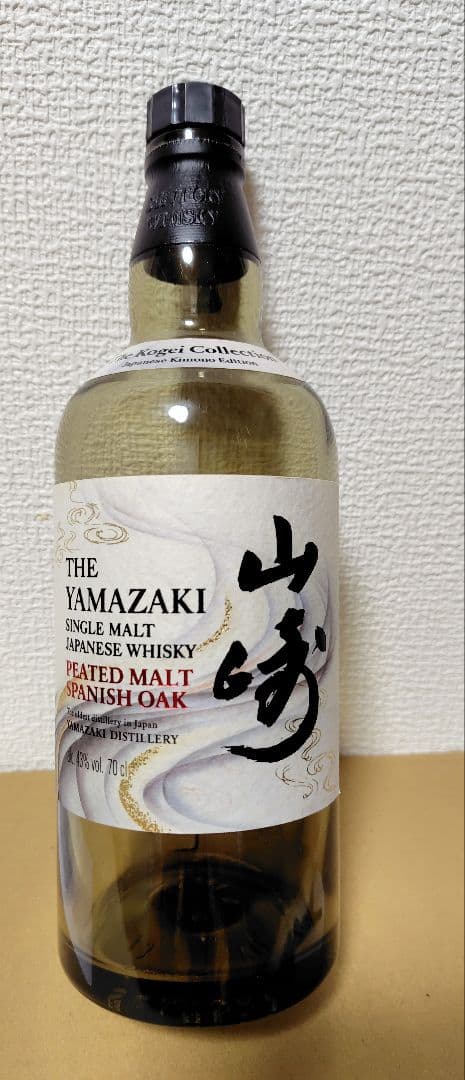 SUNTORY
WHISKY
The Kogei Collection
Japanese Kimono Edition
山崎
THE
YAMAZAKI
SINGLE MALT
JAPANESE WHISKY
PEATED MALT
SPANISH OAK
The oldest distillery in Japan
YAMAZAKI DISTILLERY
alc. 43% vol. 70 cl